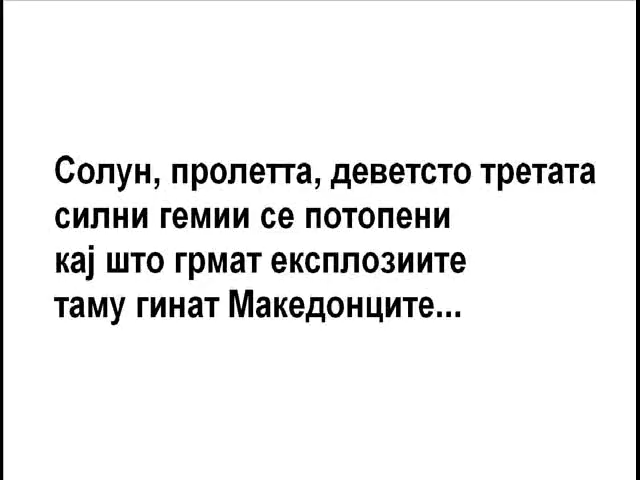 Солун, пролетта, деветсто третата
силни гемии се потопени
кај што грмат експлозиите
таму гинат Македонците...